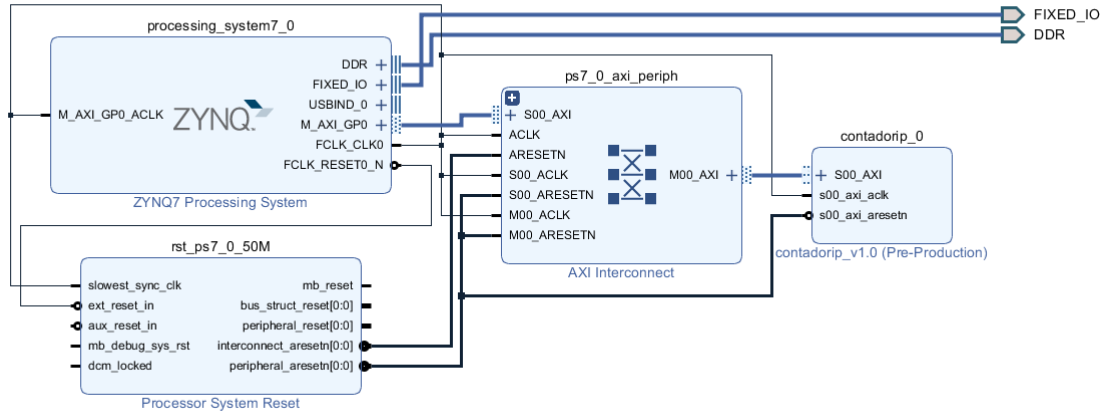 FIXED_IO
DDR
processing_system7_0
DDR
FIXED_IO
USBIND_0
M_AXI_GP0
FCLK_CLK0
FCLK_RESET0_N
M_AXI_GP0_ACLK
ZYNQ
ZYNQ7 Processing System
ps7_0_axi_periph
S00_AXI
ACLK
ARESETN
S00_ACLK
S00_ARESETN
M00_ACLK
M00_ARESETN
M00_AXI
AXI Interconnect
contadorip_0
S00_AXI
s00_axi_aclk
s00_axi_aresetn
contadorip_v1.0 (Pre-Production)
rst_ps7_0_50M
slowest_sync_clk
ext_reset_in
aux_reset_in
mb_debug_sys_rst
dcm_locked
mb_reset
bus_struct_reset[0:0]
peripheral_reset[0:0]
interconnect_aresetn[0:0]
peripheral_aresetn[0:0]
Processor System Reset